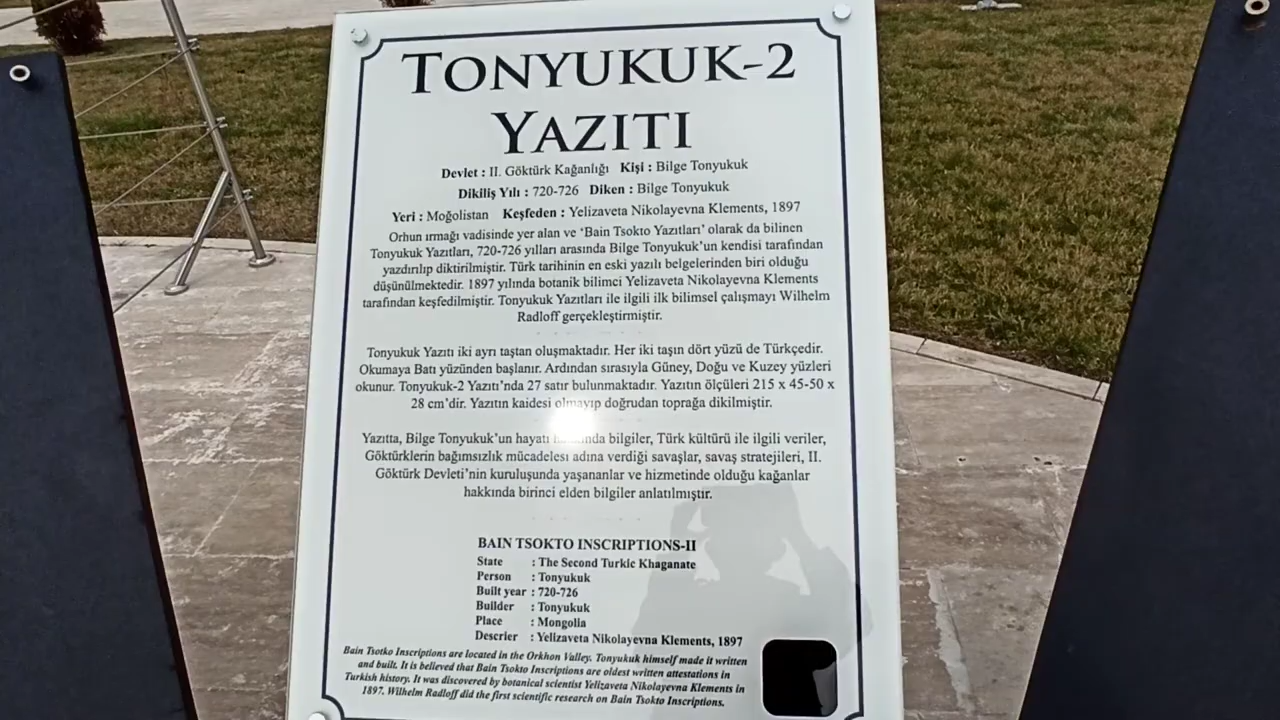 TONYUKUK-2
YAZITI
Devlet : II. Göktürk Kağanlığı Kişi : Bilge Tonyukuk
Dikiliş Yılı : 720-726 Diken : Bilge Tonyukuk
Yeri : Moğolistan Keşfeden : Yelizaveta Nikolayevna Klements, 1897
Orhun ırmağı vadisinde yer alan ve 'Bain Tsokto Yazıtları' olarak da bilinen
Tonyukuk Yazıtları, 720-726 yılları arasında Bilge Tonyukuk'un kendisi tarafından
yazdırılıp diktirilmiştir. Türk tarihinin en eski yazılı belgelerinden biri olduğu
düşünülmektedir. 1897 yılında botanik bilimci Yelizaveta Nikolayevna Klements
tarafından keşfedilmiştir. Tonyukuk Yazıtları ile ilgili ilk bilimsel çalışmayı Wilhelm
Radloff gerçekleştirmiştir.
Tonyukuk Yazıtı iki ayrı taştan oluşmaktadır. Her iki taşın dört yüzü de Türkçedir.
Okumaya Batı yüzünden başlanır. Ardından sırasıyla Güney, Doğu ve Kuzey yüzleri
okunur. Tonyukuk-2 Yazıtı'nda 27 satır bulunmaktadır. Yazıtın ölçüleri 215 x 45-50 x
28 cm'dir. Yazıtın kaidesi olmayıp doğrudan toprağa dikilmiştir.
Yazıtta, Bilge Tonyukuk'un hayatı hakkında bilgiler, Türk kültürü ile ilgili veriler,
Göktürklerin bağımsızlık mücadelesi adına verdiği savaşlar, savaş stratejileri, II.
Göktürk Devleti'nin kuruluşunda yaşananlar ve hizmetinde olduğu kağanlar
hakkında birinci elden bilgiler anlatılmıştır.
BAIN TSOKTO INSCRIPTIONS-II
State : The Second Turkic Khaganate
Person : Tonyukuk
Built year : 720-726
Builder : Tonyukuk
Place : Mongolia
Descrier : Yelizaveta Nikolayevna Klements, 1897
Bain Tsotko Inscriptions are located in the Orkhon Valley. Tonyukuk himself made it written
and built. It is believed that Bain Tsokto Inscriptions are oldest written attestations in
Turkish history. It was discovered by botanical scientist Yelizaveta Nikolayevna Klements in
1897. Wilhelm Radloff did the first scientific research on Bain Tsokto Inscriptions.